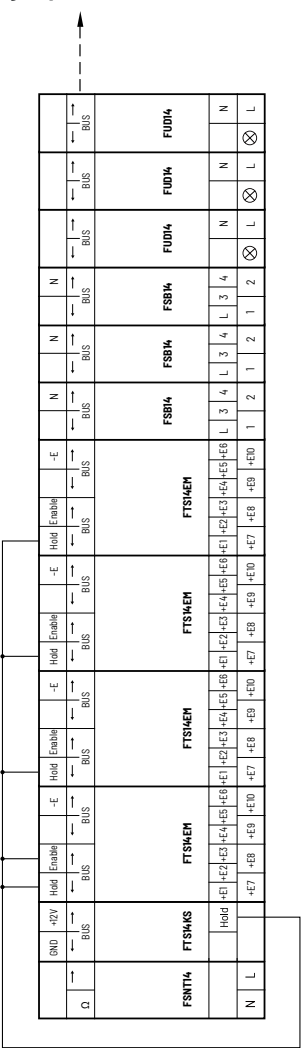 GND +12V Hold Enable -E Hold Enable -E Hold Enable -E Hold Enable -E N N N
Ω BUS BUS BUS BUS BUS BUS BUS BUS BUS BUS BUS
FSNT14 FTS14KS FTS14EM FTS14EM FTS14EM FTS14EM FSB14 FSB14 FSB14 FUD14 FUD14 FUD14
Hold +E1 +E2 +E3 +E4 +E5 +E6 +E1 +E2 +E3 +E4 +E5 +E6 +E1 +E2 +E3 +E4 +E5 +E6 +E1 +E2 +E3 +E4 +E5 +E6 L 3 4 L 3 4 L 3 4 N N N
N L +E7 +E8 +E9 +E10 +E7 +E8 +E9 +E10 +E7 +E8 +E9 +E10 +E7 +E8 +E9 +E10 1 2 1 2 1 2 L L L